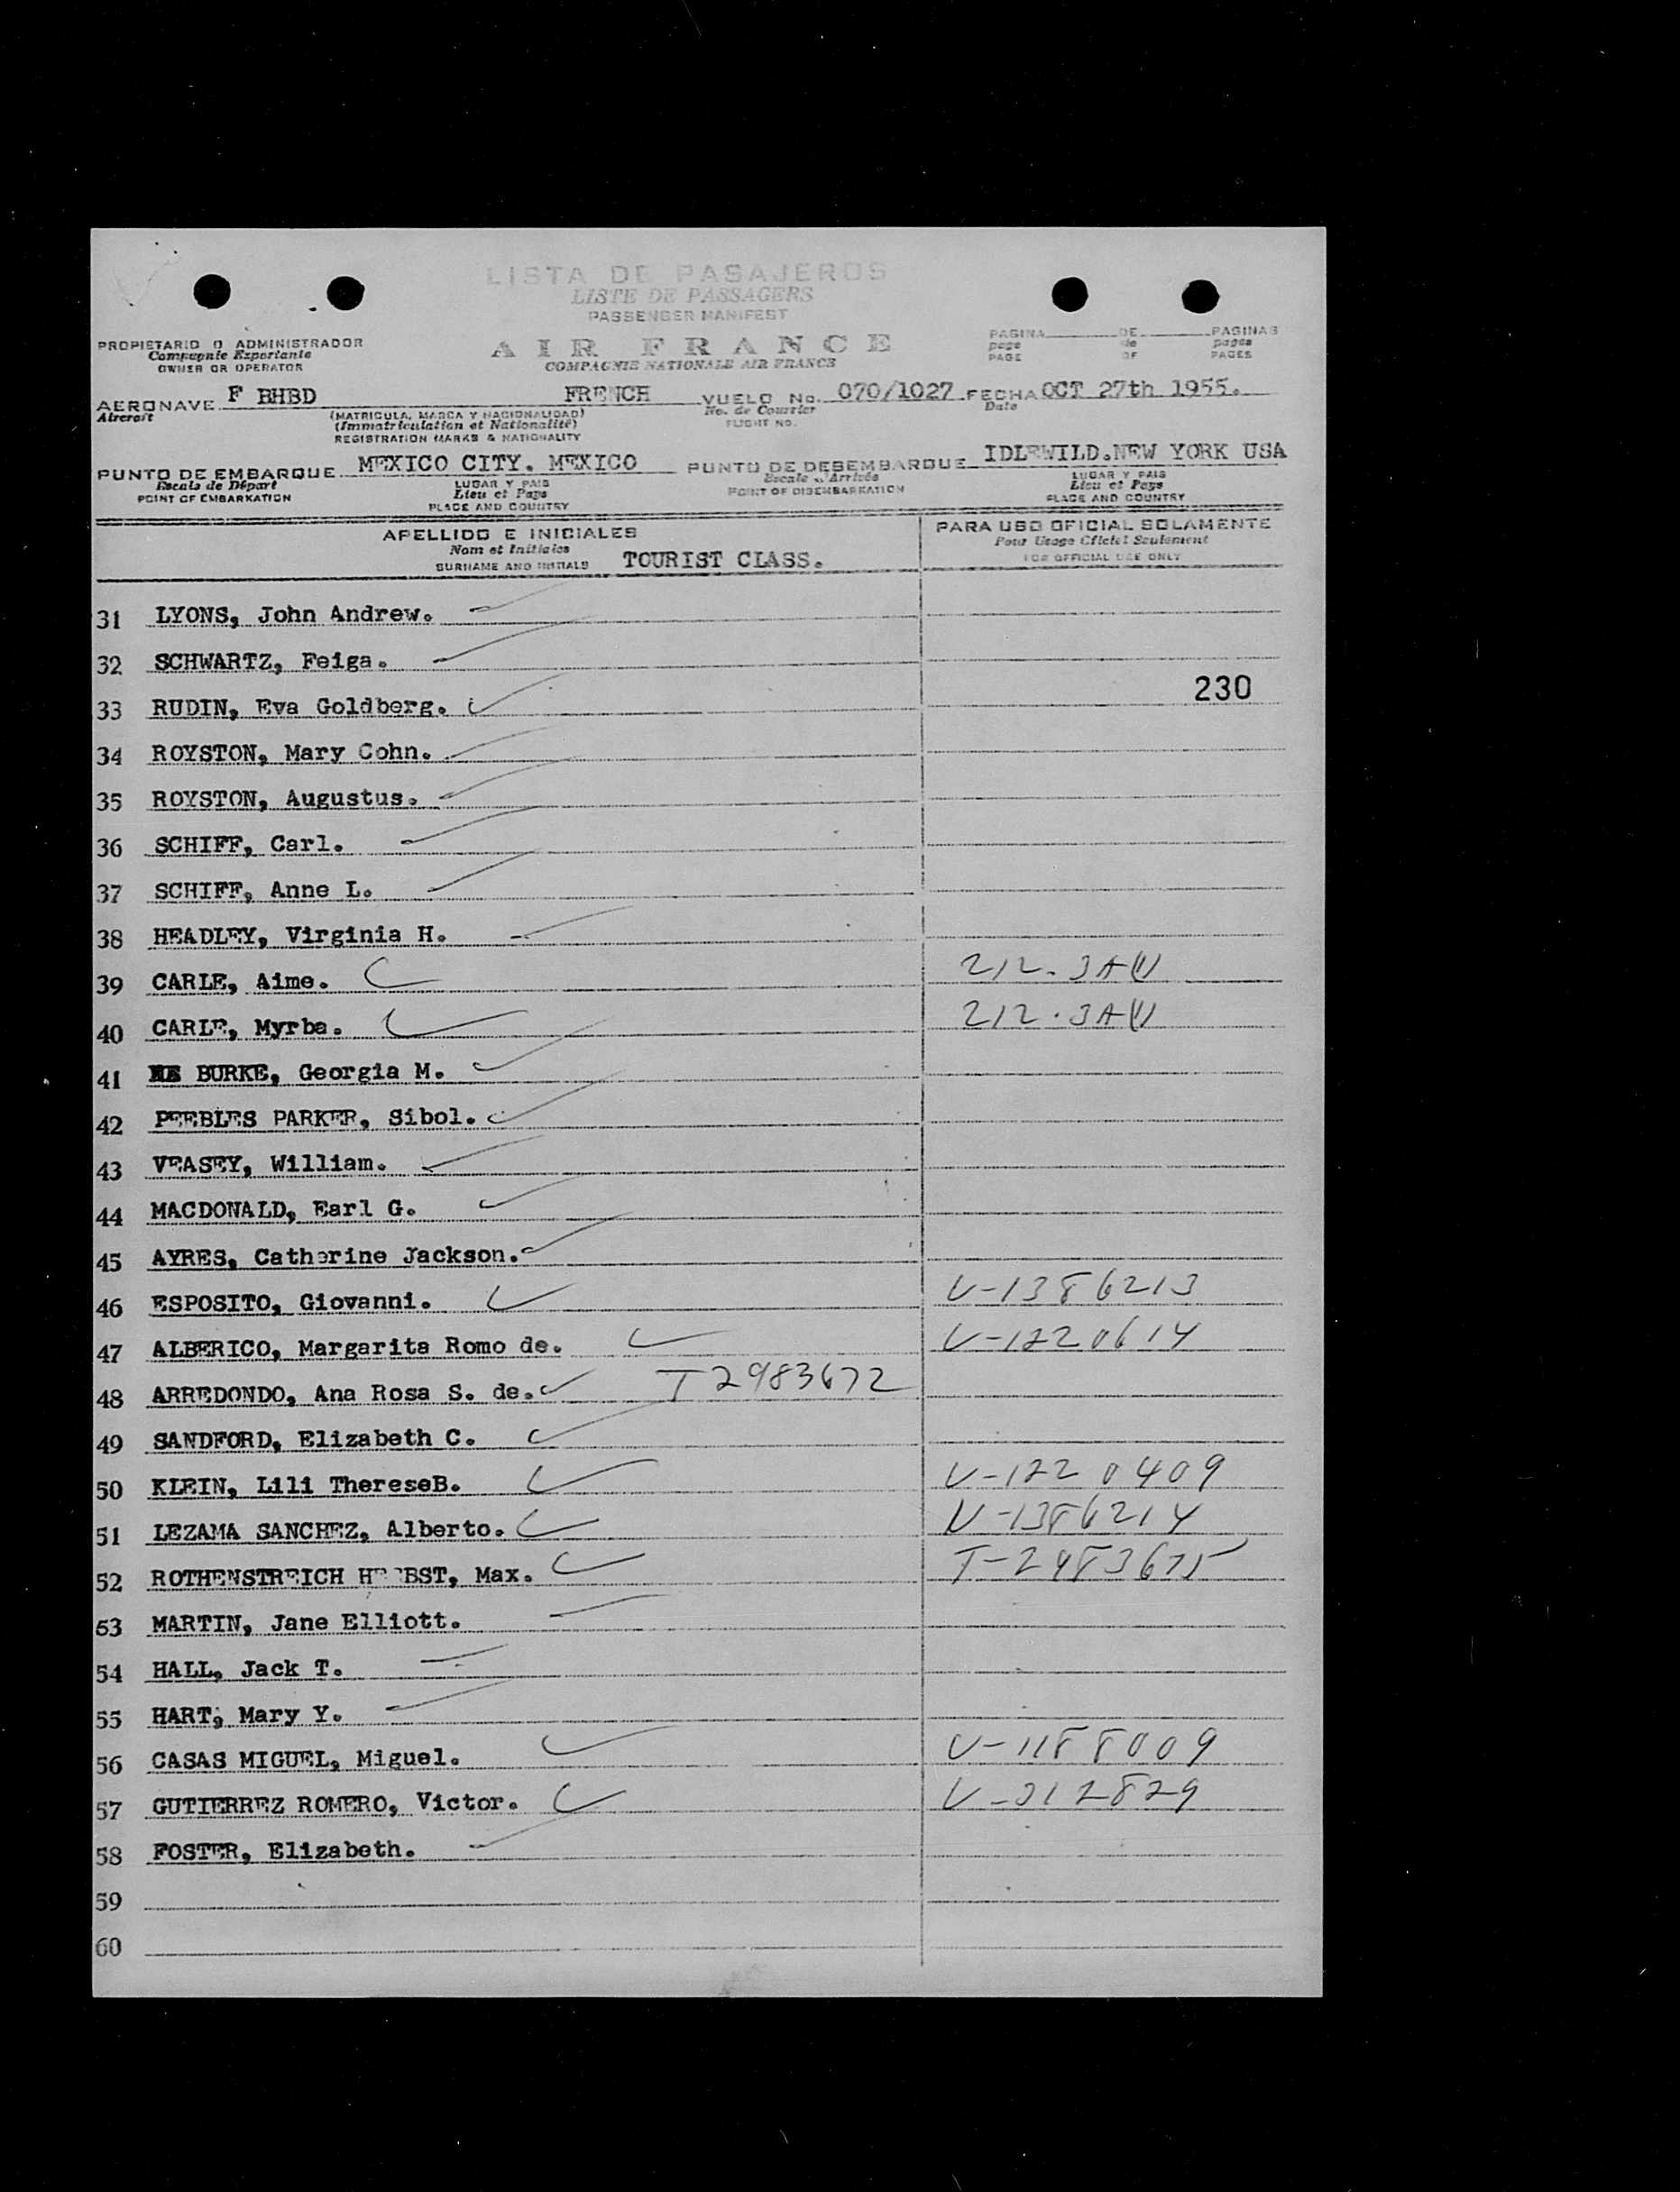 LISTA DE PASAJEROS
LISTE DE PASSAGERS
PASSENGER MANIFEST
PROPIETARIO O ADMINISTRADOR
Compagnie Exportante
OWNER OR OPERATOR
AIR FRANCE
COMPAGNIE NATIONALE AIR FRANCE
PAGINA DE PAGINAS
page de pages
PAGE OF PAGES
AERONAVE F BHBD FRENCH VUELO No. 070/1027 FECHA OCT 27th 1955.
Aircraft (MATRICULA, MARCA Y NACIONALIDAD) No. de Courrier Date
(Immatriculation et Nationalité) FLIGHT NO.
REGISTRATION MARKS & NATIONALITY
PUNTO DE EMBARQUE MEXICO CITY. MEXICO PUNTO DE DESEMBARQUE IDLEWILD.NEW YORK USA
Escale de Départ LUGAR Y PAIS Escale d'Arrivée LUGAR Y PAIS
POINT OF EMBARKATION Lieu et Pays POINT OF DISEMBARKATION Lieu et Pays
PLACE AND COUNTRY PLACE AND COUNTRY
APELLIDO E INICIALES PARA USO OFICIAL SOLAMENTE
Nom et Initiales Pour Usage Officiel Seulement
SURNAME AND INITIALS TOURIST CLASS. FOR OFFICIAL USE ONLY
31 LYONS, John Andrew.
32 SCHWARTZ, Feiga.
230
33 RUDIN, Eva Goldberg.
34 ROYSTON, Mary Cohn.
35 ROYSTON, Augustus.
36 SCHIFF, Carl.
37 SCHIFF, Anne L.
38 HEADLEY, Virginia H.
39 CARLE, Aime. 212.3A(1)
40 CARLE, Myrba. 212.3A(1)
41 BURKE, Georgia M.
42 PEEBLES PARKER, Sibol.
43 VEASEY, William.
44 MACDONALD, Earl G.
45 AYRES, Catherine Jackson.
46 ESPOSITO, Giovanni. V-1386213
47 ALBERICO, Margarita Romo de. V-1220614
48 ARREDONDO, Ana Rosa S. de. T2983672
49 SANDFORD, Elizabeth C.
50 KLEIN, Lili ThereseB. V-1220409
51 LEZAMA SANCHEZ, Alberto. V-1386214
52 ROTHENSTREICH Max. T-2983675
53 MARTIN, Jane Elliott.
54 HALL, Jack T.
55 HART, Mary Y.
56 CASAS MIGUEL, Miguel. V-1188009
57 GUTIERREZ ROMERO, Victor. V-312829
58 FOSTER, Elizabeth.
59
60